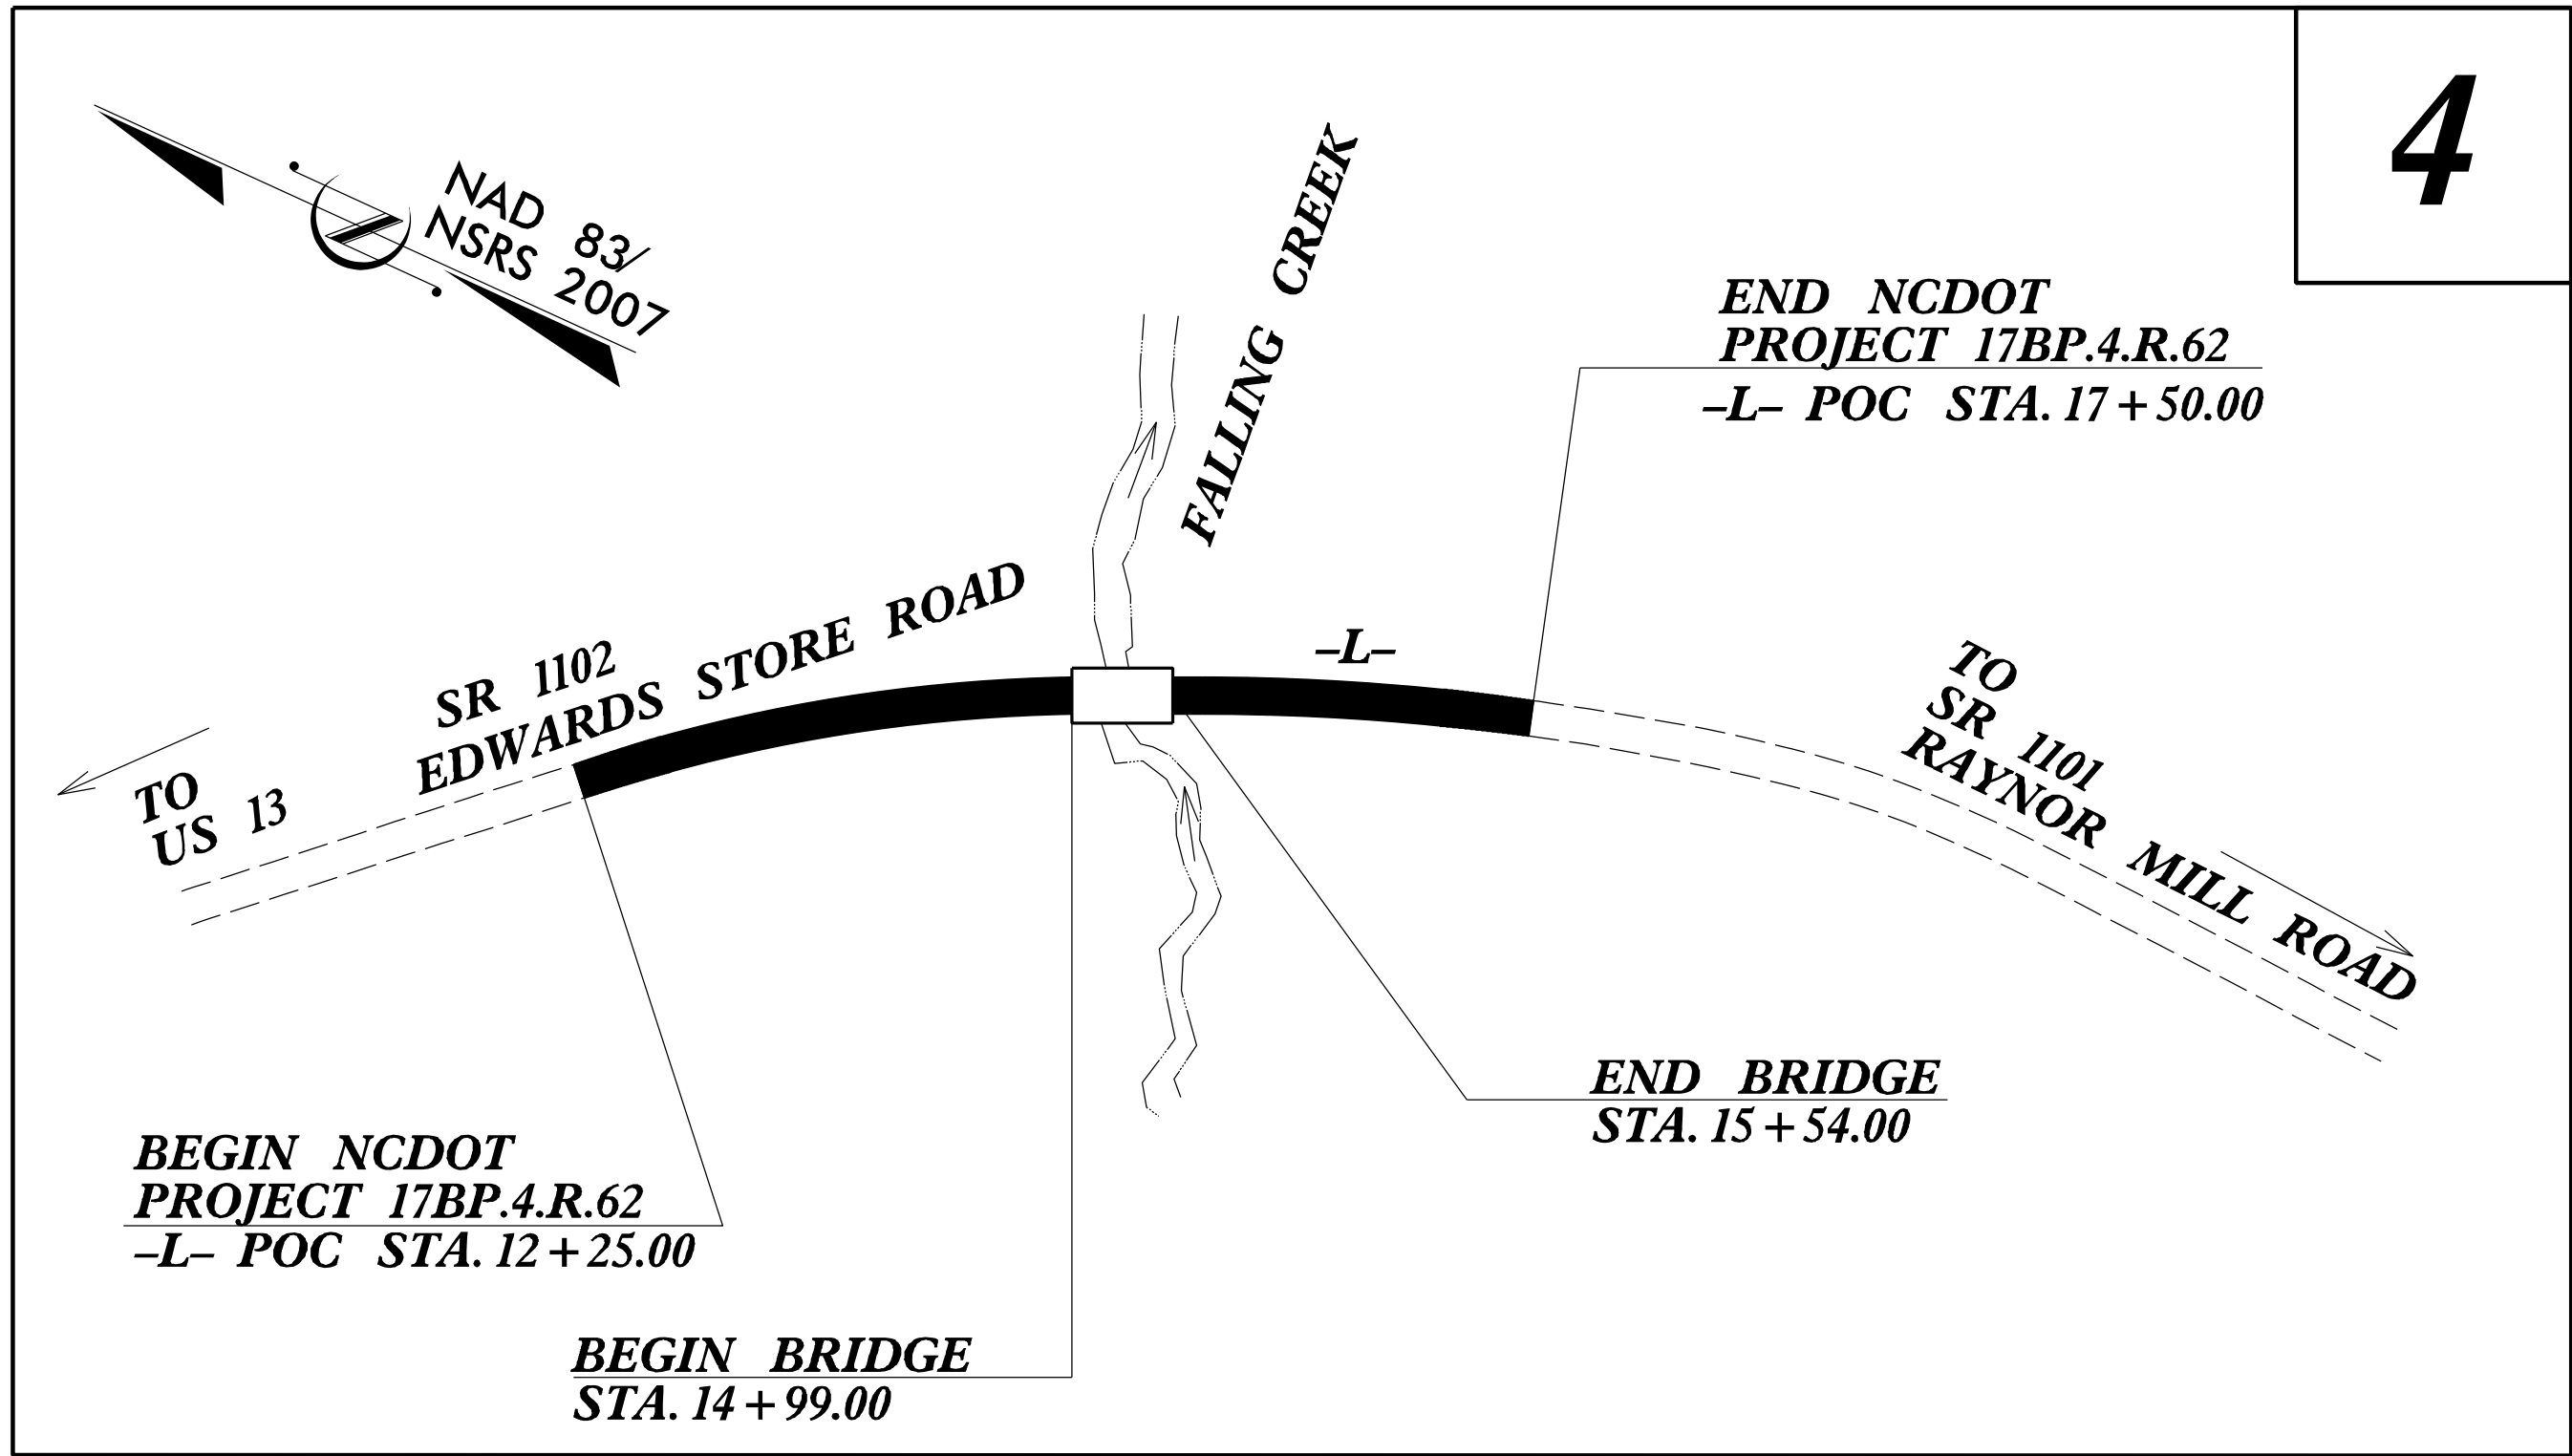 4
NAD 83/
NSRS 2007
FALLING CREEK
END NCDOT
PROJECT 17BP.4.R.62
-L- POC STA. 17+50.00
SR 1102
EDWARDS STORE ROAD
-L-
TO
US 13
TO
SR 1101
RAYNOR MILL ROAD
END BRIDGE
STA. 15+54.00
BEGIN NCDOT
PROJECT 17BP.4.R.62
-L- POC STA. 12+25.00
BEGIN BRIDGE
STA. 14+99.00